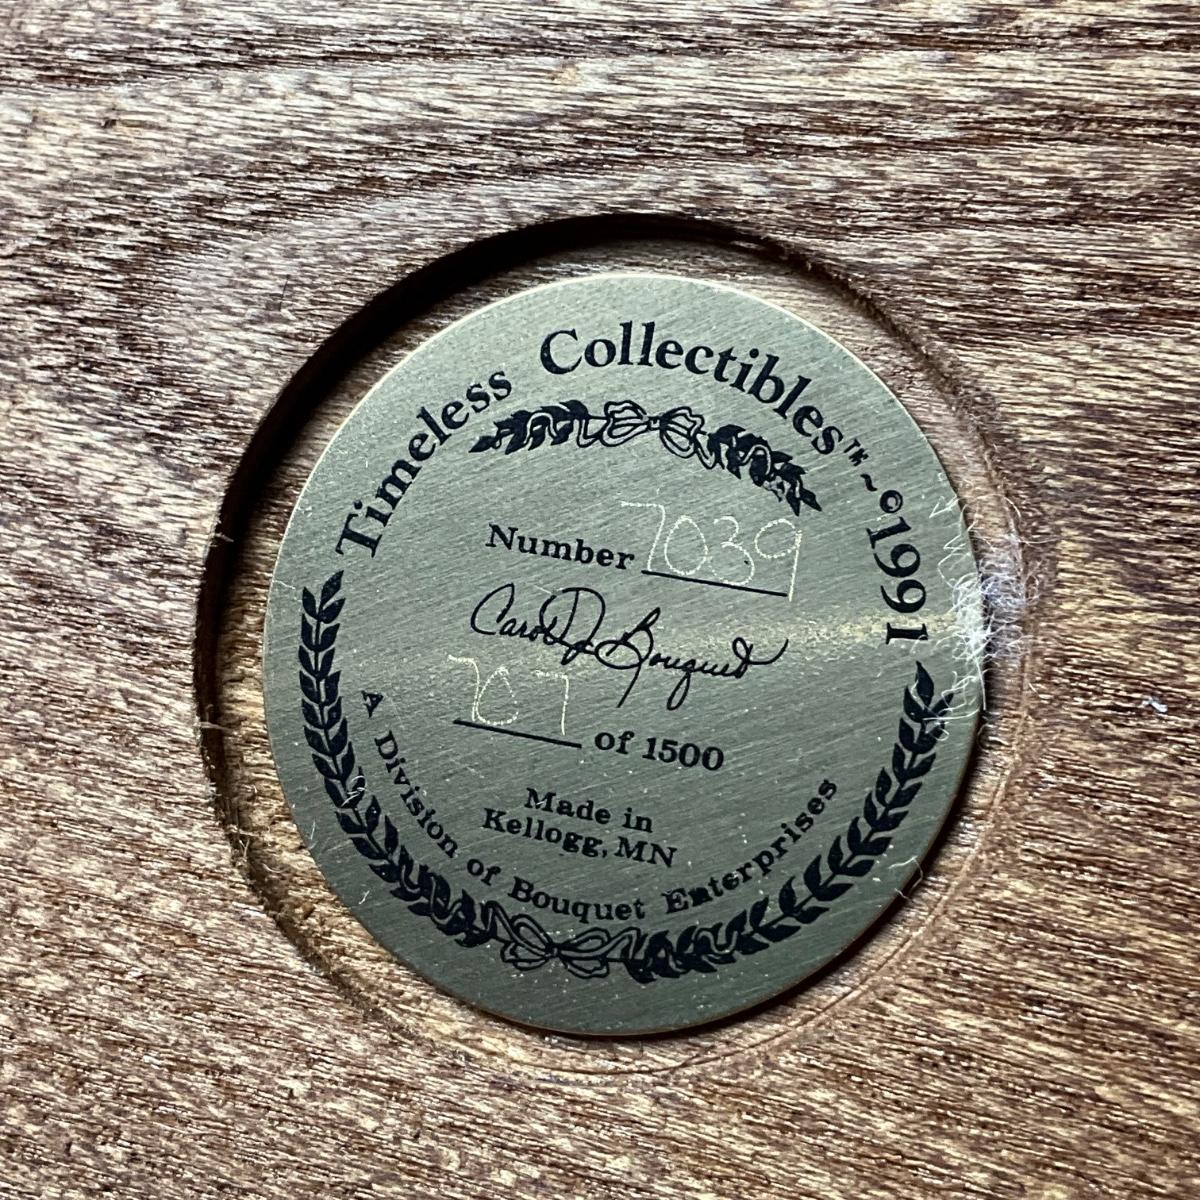 Timeless Collectibles™~©1991
Number 7039
Carol J Bouquet
707 of 1500
Made in
Kellogg, MN
A Division of Bouquet Enterprises